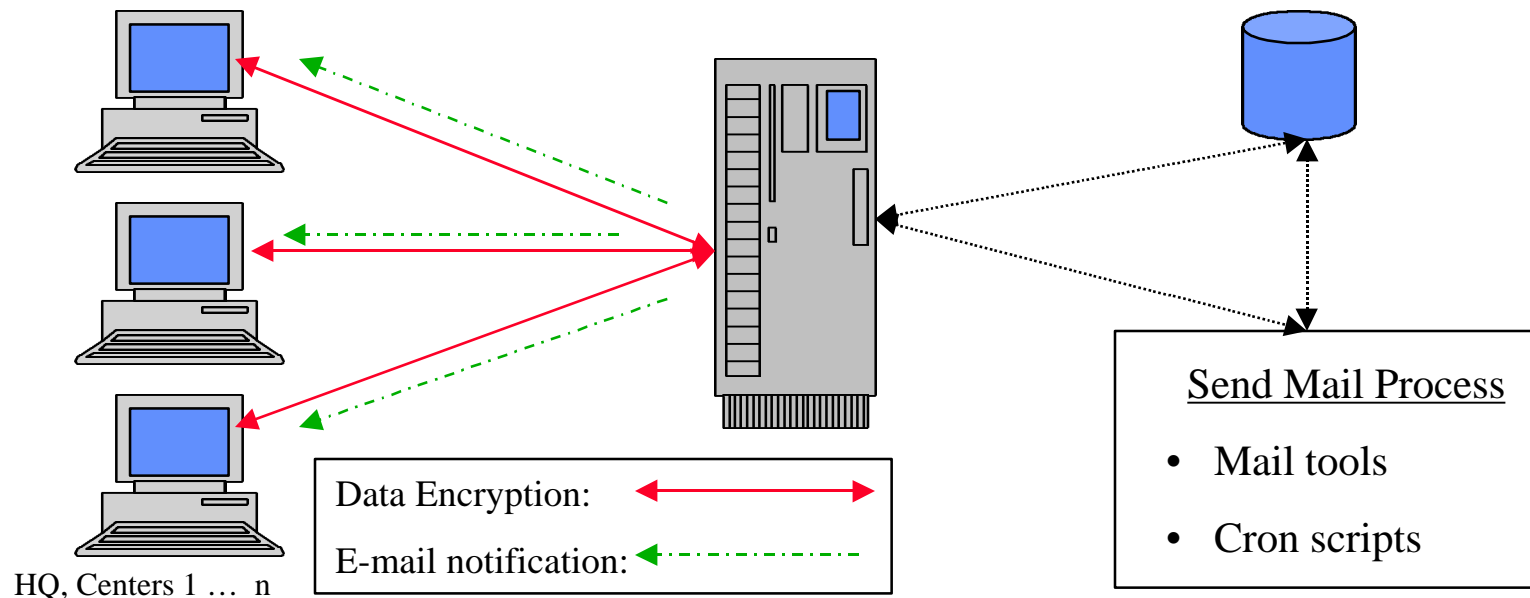 Send Mail Process
• Mail tools
• Cron scripts
Data Encryption:
E-mail notification:
HQ, Centers 1 … n